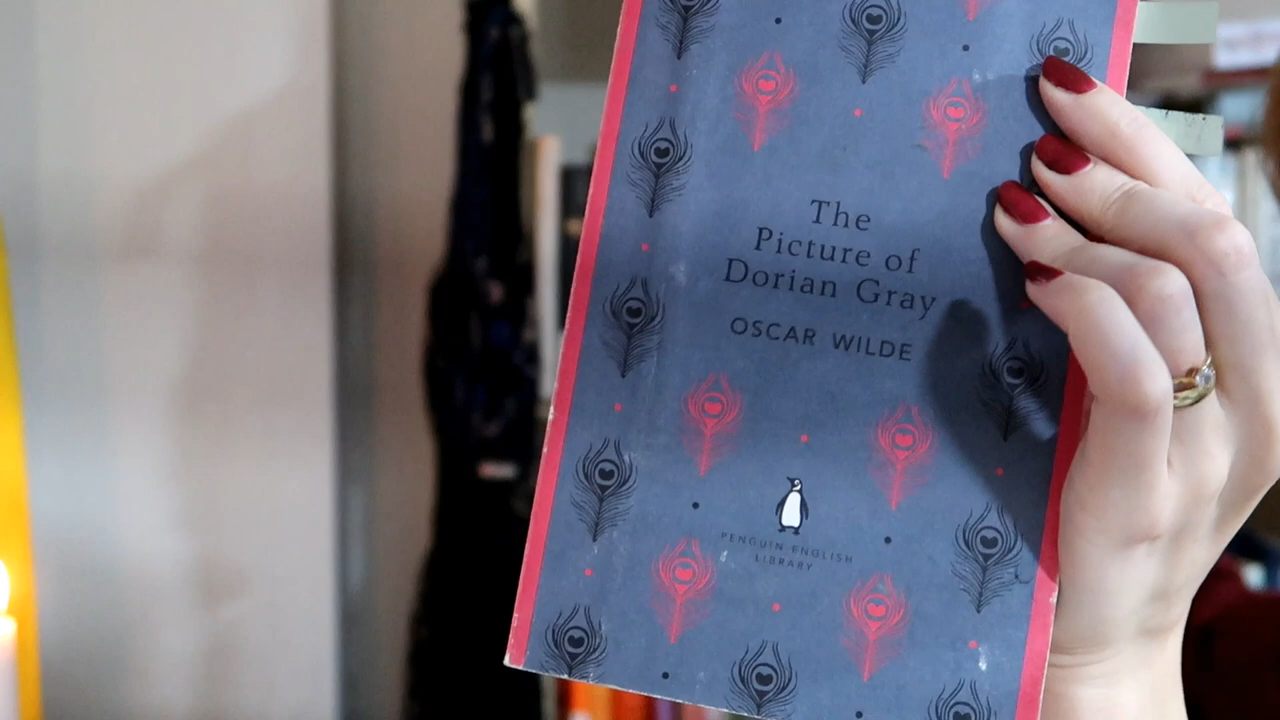 The
Picture of
Dorian Gray
OSCAR WILDE
PENGUIN ENGLISH
LIBRARY